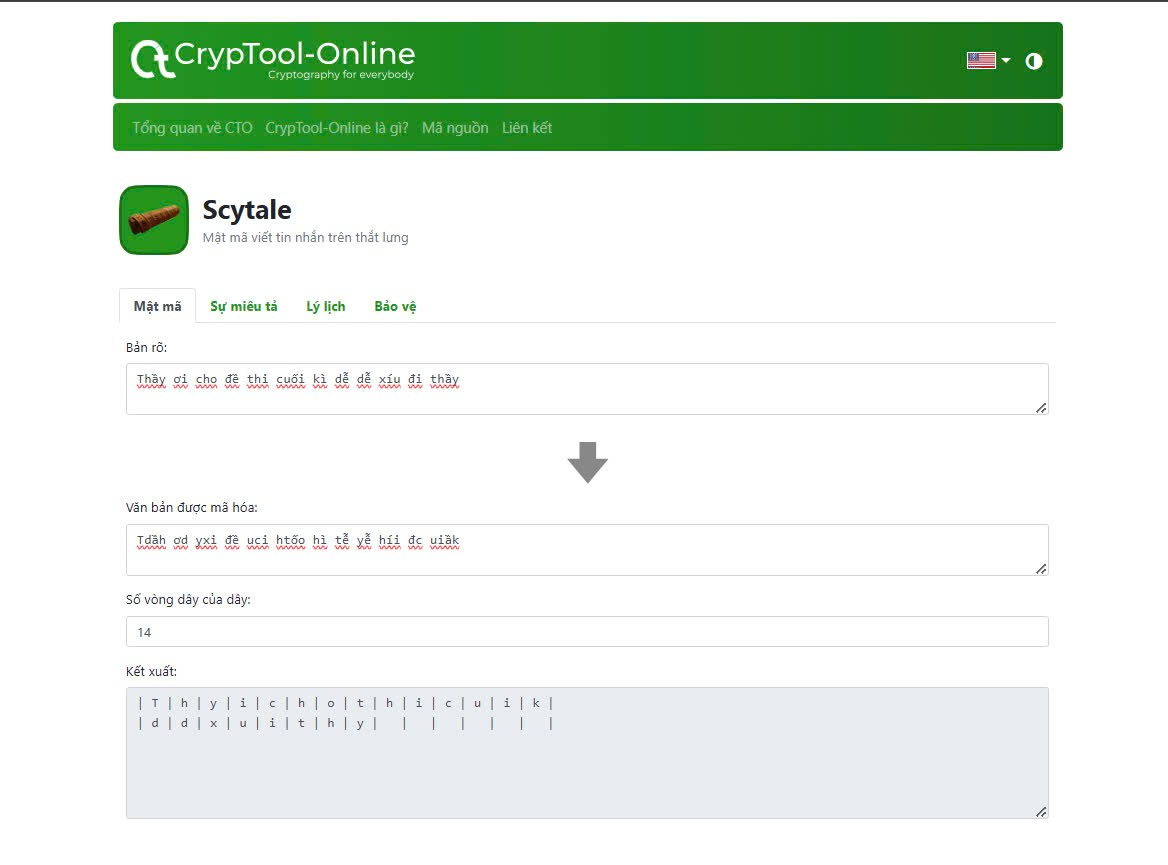 CrypTool-Online
Cryptography for everybody
Tổng quan về CTO CrypTool-Online là gì? Mã nguồn Liên kết
Scytale
Mật mã viết tin nhắn trên thắt lưng
Mật mã Sự miêu tả Lý lịch Bảo vệ
Bản rõ:
Thầy ơi cho đề thi cuối kì dễ dễ xíu đi thầy
Văn bản được mã hóa:
Tdầh ơd yxi đề uci htốo hì tễ yễ híi đc uiầk
Số vòng dây của dây:
14
Kết xuất:
| T | h | y | i | c | h | o | t | h | i | c | u | i | k |
| d | d | x | u | i | t | h | y |   |   |   |   |   |   |